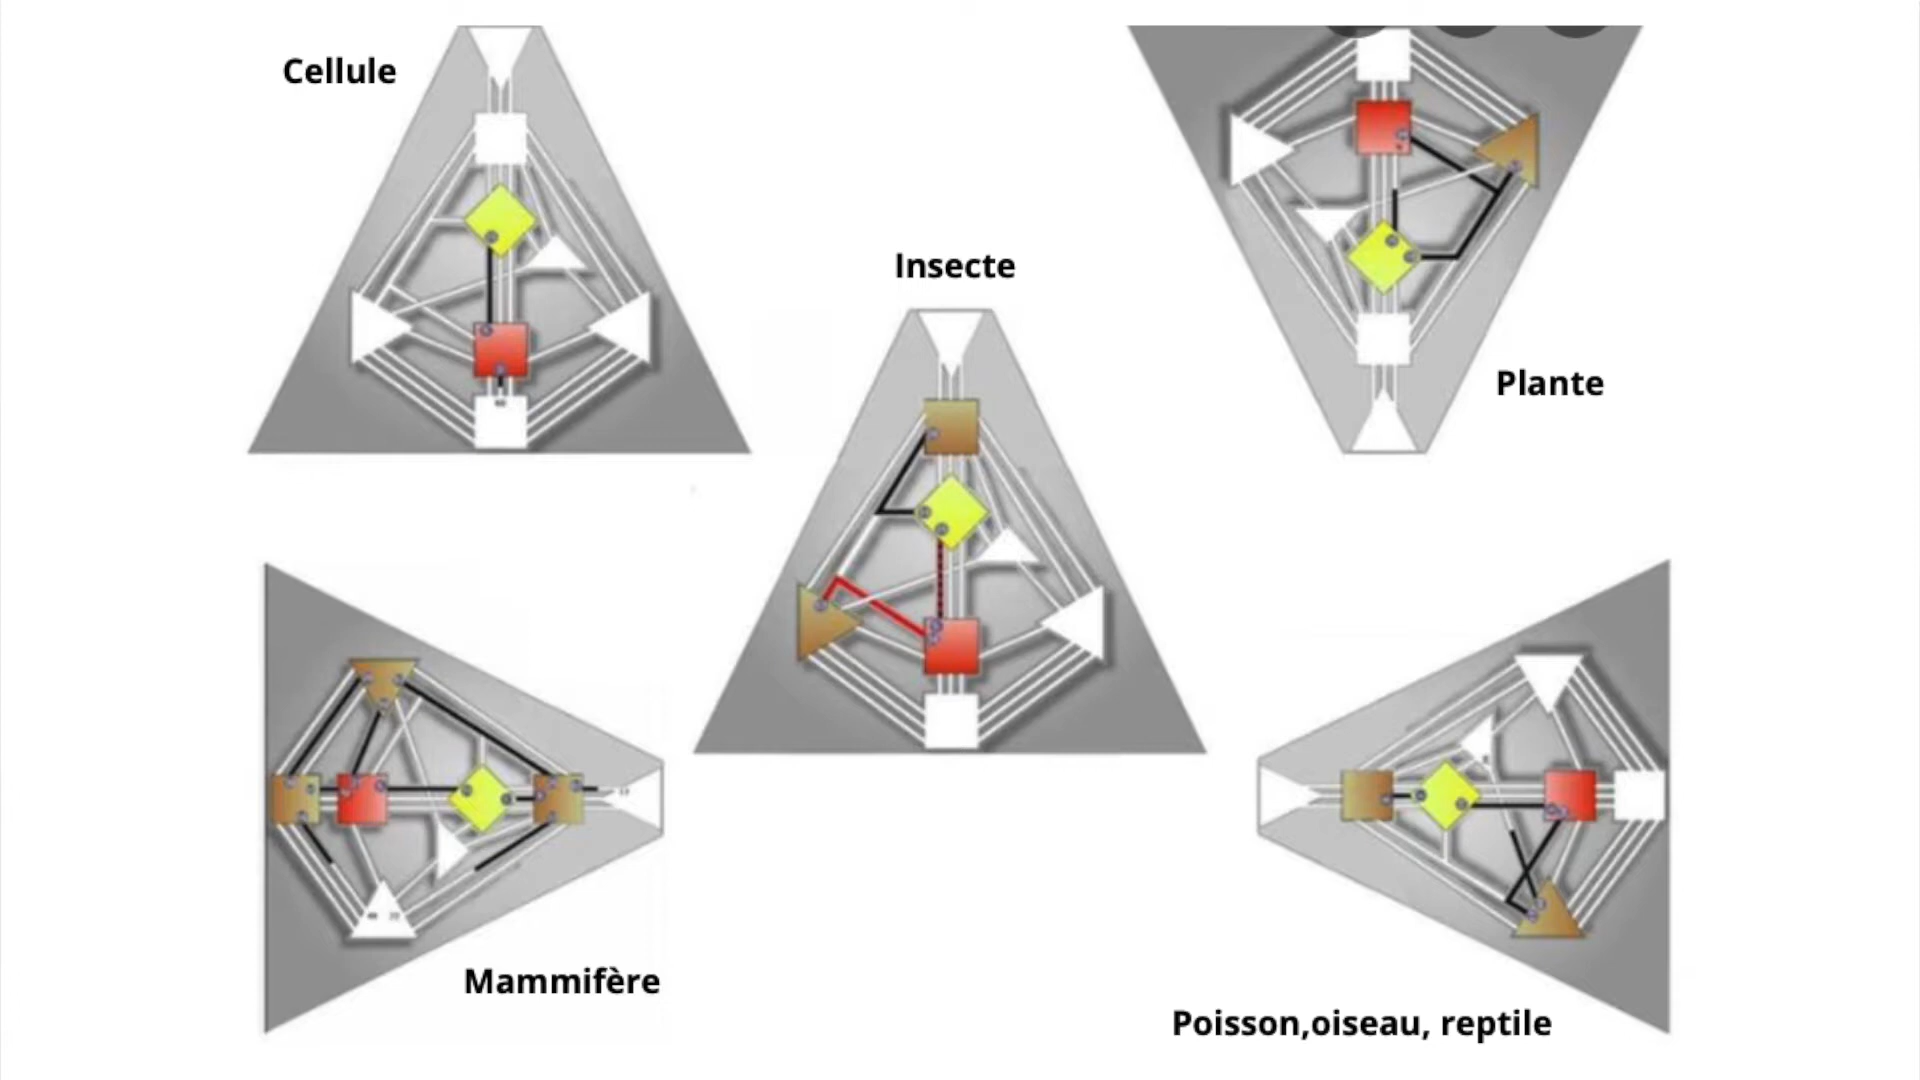 Cellule
Insecte
Plante
Mammifère
Poisson,oiseau, reptile